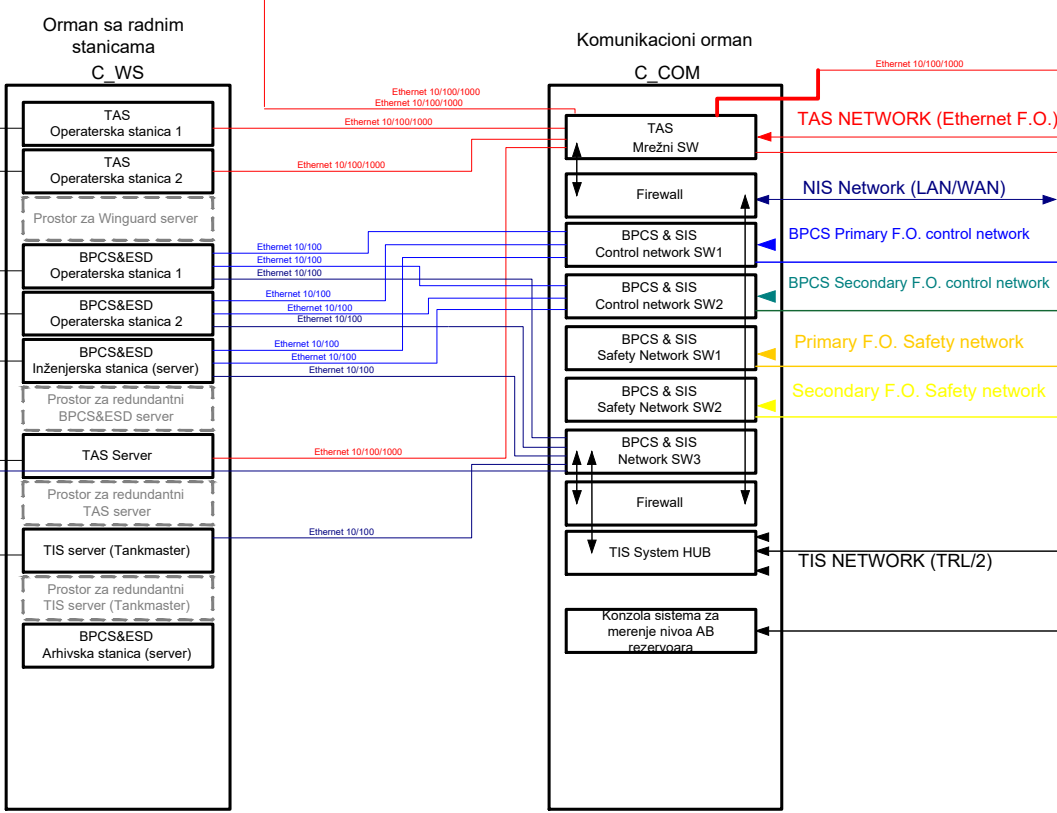 Orman sa radnim
stanicama
C_WS
TAS
Operaterska stanica 1
TAS
Operaterska stanica 2
Prostor za Winguard server
BPCS&ESD
Operaterska stanica 1
BPCS&ESD
Operaterska stanica 2
BPCS&ESD
Inženjerska stanica (server)
Prostor za redundantni
BPCS&ESD server
TAS Server
Prostor za redundantni
TAS server
TIS server (Tankmaster)
Prostor za redundantni
TIS server (Tankmaster)
BPCS&ESD
Arhivska stanica (server)
Ethernet 10/100/1000
Ethernet 10/100/1000
Ethernet 10/100/1000
Ethernet 10/100/1000
Ethernet 10/100
Ethernet 10/100
Ethernet 10/100
Ethernet 10/100
Ethernet 10/100
Ethernet 10/100
Ethernet 10/100
Ethernet 10/100
Ethernet 10/100
Ethernet 10/100/1000
Ethernet 10/100
Komunikacioni orman
C_COM
TAS
Mrežni SW
Firewall
BPCS & SIS
Control network SW1
BPCS & SIS
Control network SW2
BPCS & SIS
Safety Network SW1
BPCS & SIS
Safety Network SW2
BPCS & SIS
Network SW3
Firewall
TIS System HUB
Konzola sistema za
merenje nivoa AB
rezervoara
Ethernet 10/100/1000
TAS NETWORK (Ethernet F.O.)
NIS Network (LAN/WAN)
BPCS Primary F.O. control network
BPCS Secondary F.O. control network
Primary F.O. Safety network
Secondary F.O. Safety network
TIS NETWORK (TRL/2)